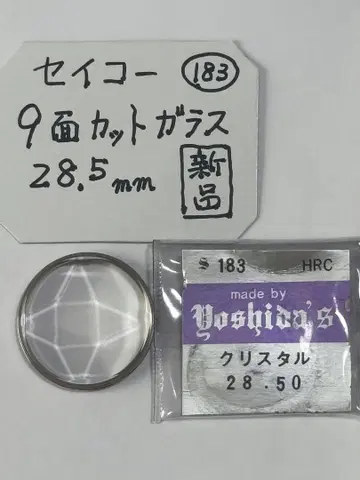 セイコー 183
9面カットガラス
28.5mm 新品
S 183 HRC
made by
Yoshida's
クリスタル
28.50